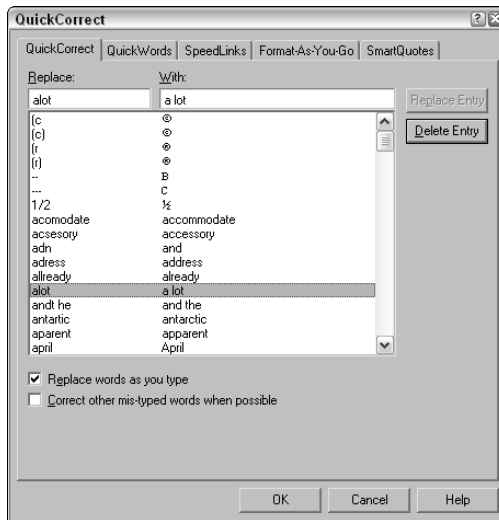 QuickCorrect
QuickCorrect QuickWords SpeedLinks Format-As-You-Go SmartQuotes
Replace: With:
alot a lot Replace Entry
(c ©
Delete Entry
(c) ©
(r ®
(r) ®
-- B
--- C
1/2 ½
acomodate accommodate
acsesory accessory
adn and
adress address
allready already
alot a lot
andt he and the
antartic antarctic
aparent apparent
april April
Replace words as you type
Correct other mis-typed words when possible
OK Cancel Help